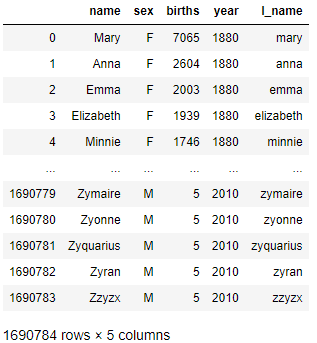 name sex births year l_name
0 Mary F 7065 1880 mary
1 Anna F 2604 1880 anna
2 Emma F 2003 1880 emma
3 Elizabeth F 1939 1880 elizabeth
4 Minnie F 1746 1880 minnie
... ... ... ... ... ...
1690779 Zymaire M 5 2010 zymaire
1690780 Zyonne M 5 2010 zyonne
1690781 Zyquarius M 5 2010 zyquarius
1690782 Zyran M 5 2010 zyran
1690783 Zzyzx M 5 2010 zzyzx
1690784 rows × 5 columns